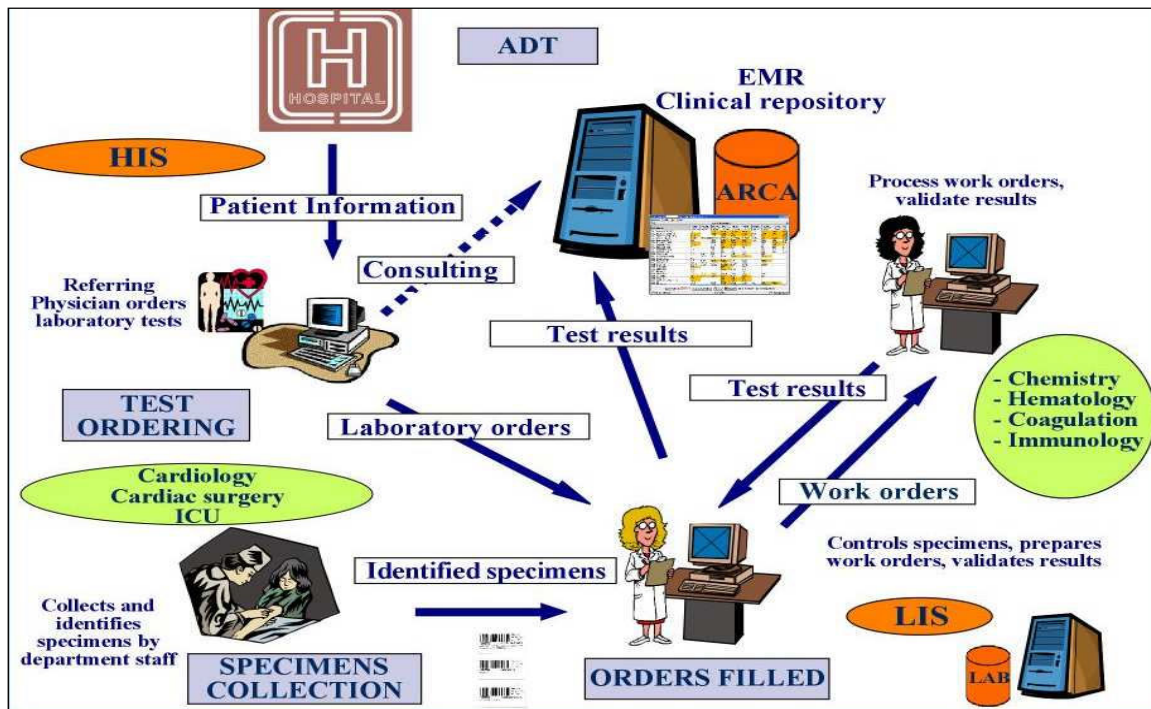 H
HOSPITAL
ADT
EMR
Clinical repository
HIS
ARCA
Process work orders,
validate results
Patient Information
Consulting
Referring
Physician orders
laboratory tests
Test results
Test results
- Chemistry
- Hematology
- Coagulation
- Immunology
TEST
ORDERING
Laboratory orders
Cardiology
Cardiac surgery
ICU
Work orders
Controls specimens, prepares
work orders, validates results
Identified specimens
Collects and
identifies
specimens by
department staff
LIS
LAB
SPECIMENS
COLLECTION
ORDERS FILLED